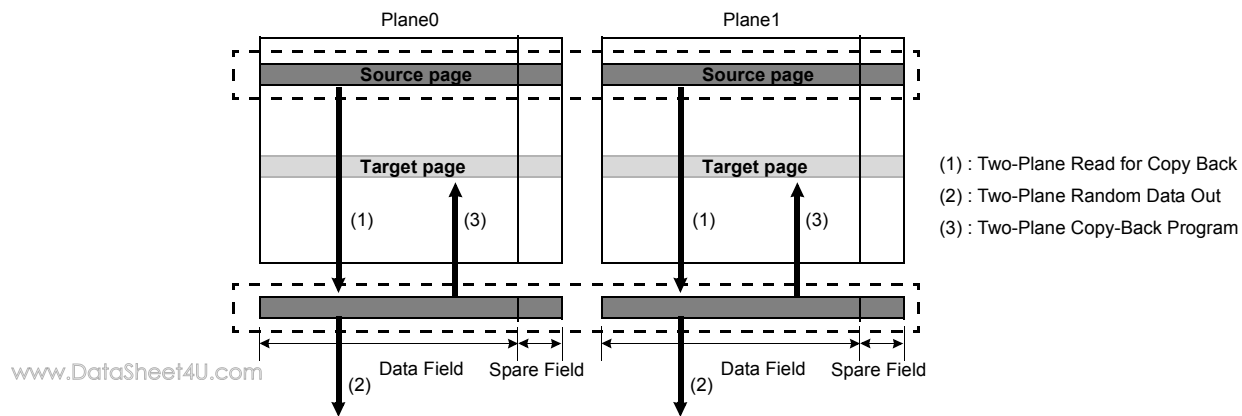 Plane0
Plane1
Source page
Source page
Target page
Target page
(1) : Two-Plane Read for Copy Back
(2) : Two-Plane Random Data Out
(3) : Two-Plane Copy-Back Program
(1)
(3)
(1)
(3)
Data Field
Spare Field
Data Field
Spare Field
www.DataSheet4U.com
(2)
(2)